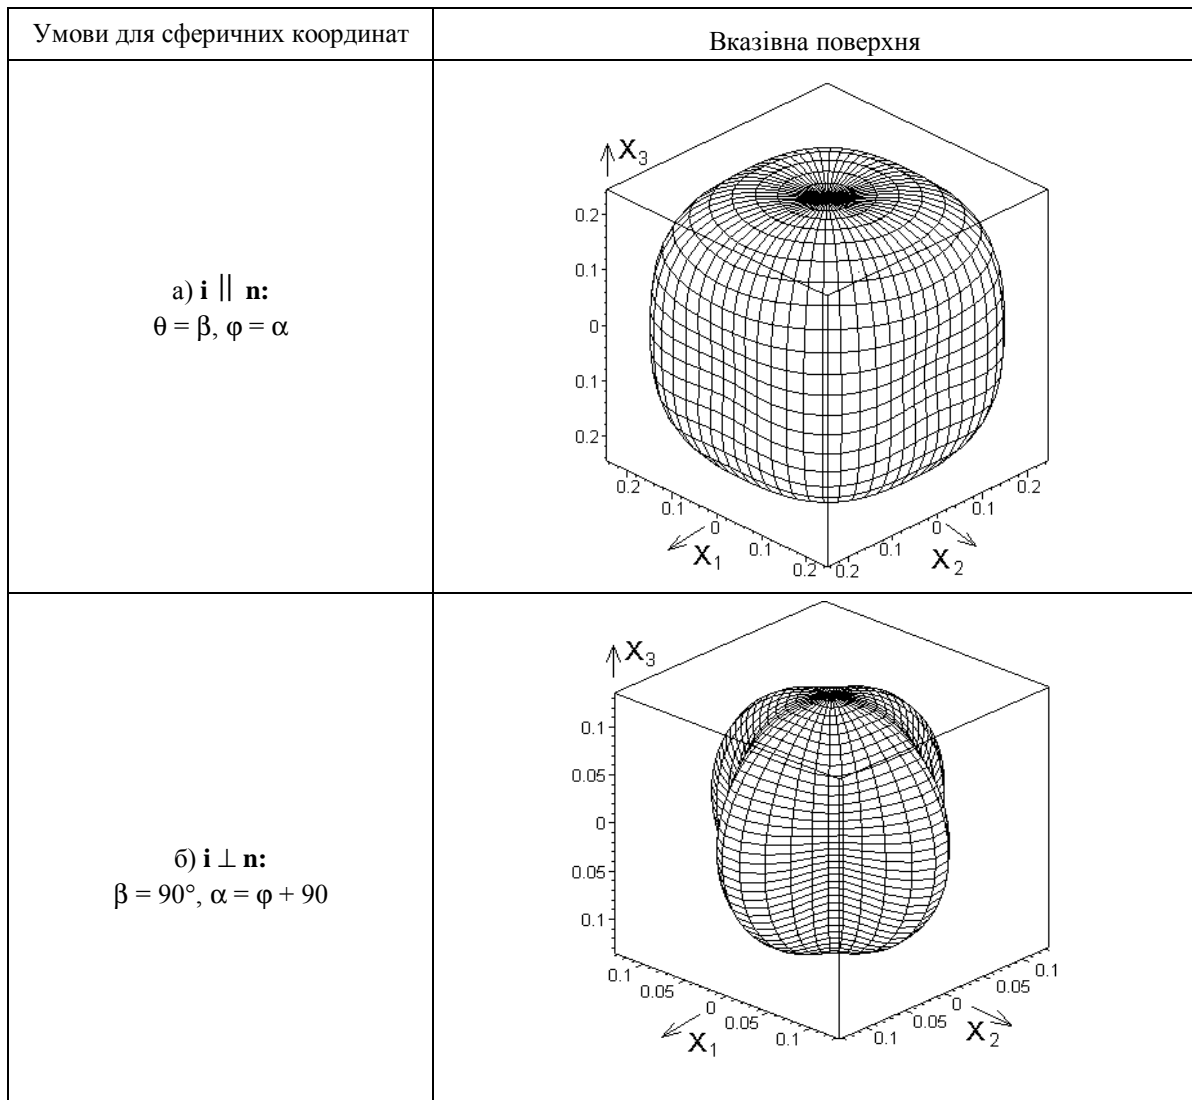 Умови для сферичних координат
Вказівна поверхня
а) i || n:
θ = β, φ = α
X3
0.2
0.1
0
0.1
0.2
0.2
0.1
0
0.1
0.2
0.2
0.1
0
0.1
0.2
X1
X2
б) i ⊥ n:
β = 90°, α = φ + 90
X3
0.1
0.05
0
0.05
0.1
0.1
0.05
0
0.05
0.1
0.1
0.05
0
0.05
0.1
X1
X2